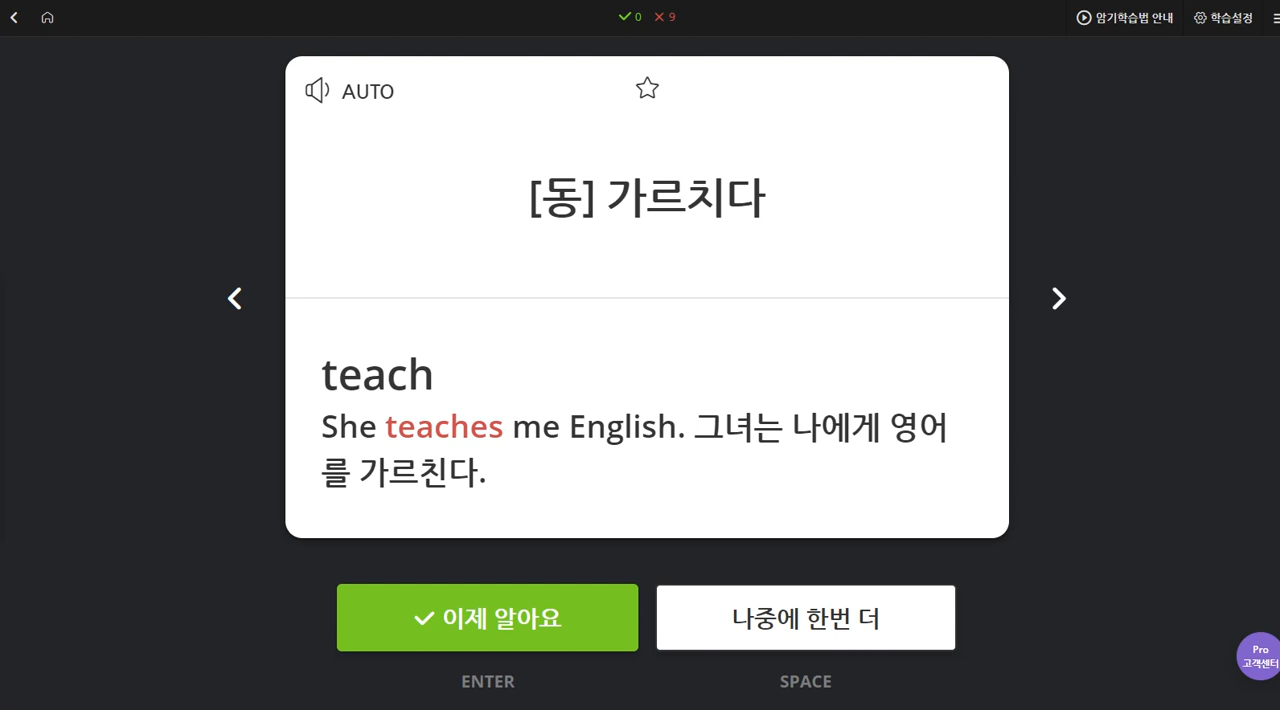 0 9
암기학습법 안내 학습설정
AUTO
[동] 가르치다
teach
She teaches me English. 그녀는 나에게 영어
를 가르친다.
이제 알아요 나중에 한번 더
ENTER SPACE
Pro
고객센터